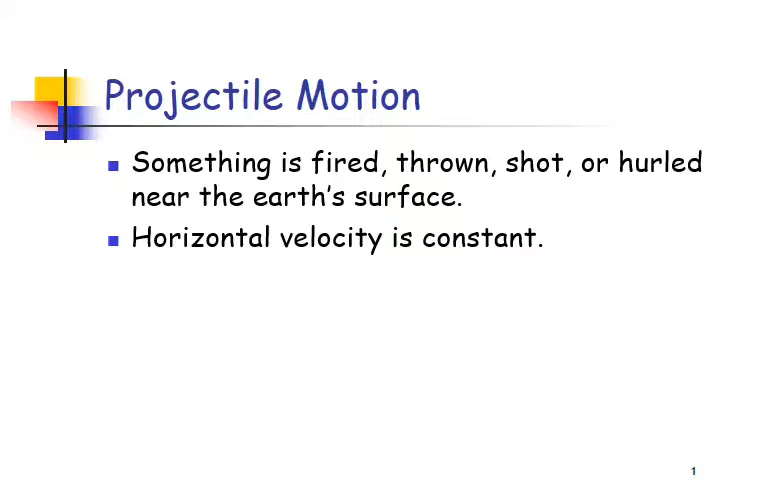 Projectile Motion
Something is fired, thrown, shot, or hurled
near the earth's surface.
Horizontal velocity is constant.
1